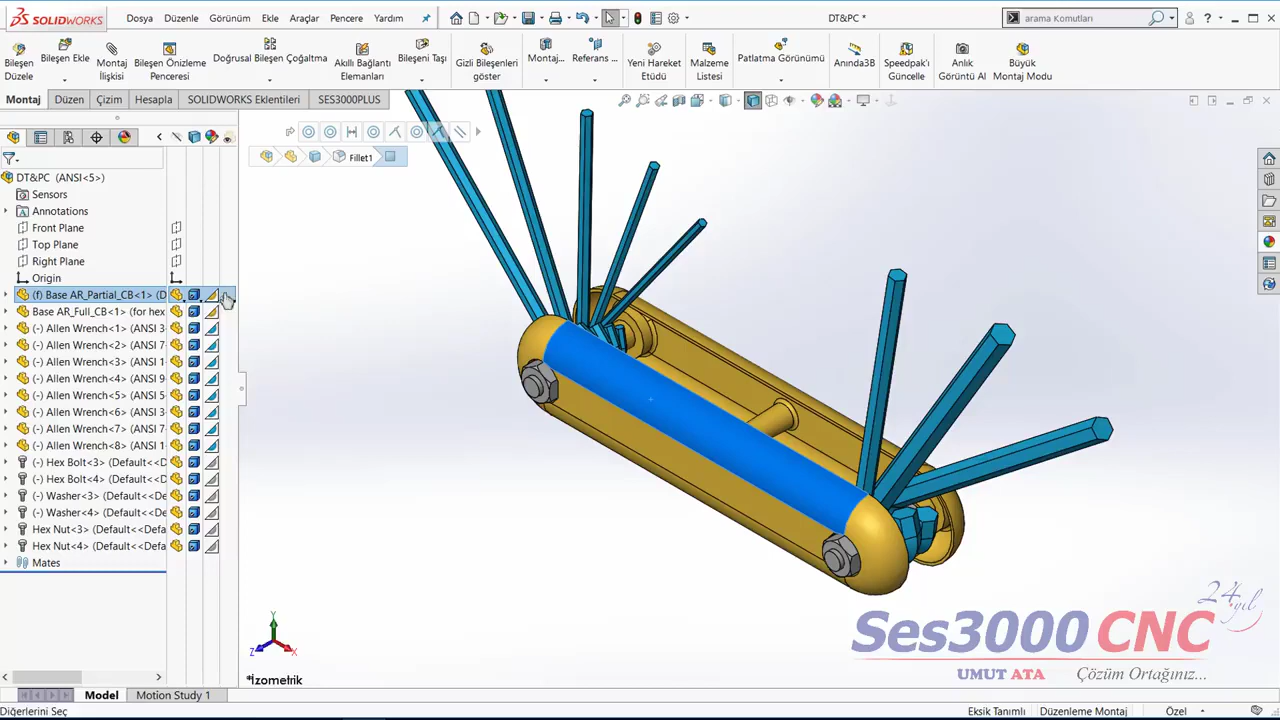 SOLIDWORKS
Dosya
Düzenle
Görünüm
Ekle
Araçlar
Pencere
Yardım
DT&PC *
arama Komutları
Bileşen Düzele
Bileşen Ekle
Montaj İlişkisi
Bileşen Önizleme Penceresi
Doğrusal Bileşen Çoğaltma
Akıllı Bağlantı Elemanları
Bileşeni Taşı
Gizli Bileşenleri göster
Montaj...
Referans ...
Yeni Hareket Etüdü
Malzeme Listesi
Patlatma Görünümü
Anında3B
Speedpak'ı Güncelle
Anlık Görüntü Al
Büyük Montaj Modu
Montaj
Düzen
Çizim
Hesapla
SOLIDWORKS Eklentileri
SES3000PLUS
Fillet1
DT&PC (ANSI<5>)
Sensors
Annotations
Front Plane
Top Plane
Right Plane
Origin
(f) Base AR_Partial_CB<1> (D
Base AR_Full_CB<1> (for hex
(-) Allen Wrench<1> (ANSI 3-
(-) Allen Wrench<2> (ANSI 7-
(-) Allen Wrench<3> (ANSI 1
(-) Allen Wrench<4> (ANSI 9-
(-) Allen Wrench<5> (ANSI 5-
(-) Allen Wrench<6> (ANSI 3-
(-) Allen Wrench<7> (ANSI 7-
(-) Allen Wrench<8> (ANSI 1-
(-) Hex Bolt<3> (Default<<D
(-) Hex Bolt<4> (Default<<D
(-) Washer<3> (Default<<De
(-) Washer<4> (Default<<De
Hex Nut<3> (Default<<Defa
Hex Nut<4> (Default<<Defa
Mates
Y
Z
X
*İzometrik
24.yıl
Ses3000 CNC
UMUT ATA
Çözüm Ortağınız...
Model
Motion Study 1
Diğerlerini Seç
Eksik Tanımlı
Düzenleme Montaj
Özel